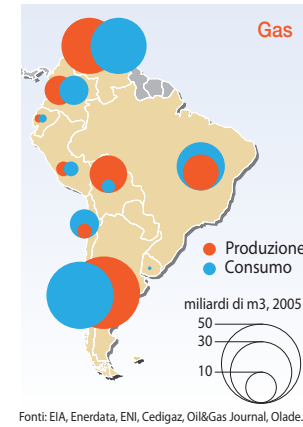 Gas
Produzione
Consumo
miliardi di m3, 2005
50
30
10
Fonti: EIA, Enerdata, ENI, Cedigaz, Oil&Gas Journal, Olade.